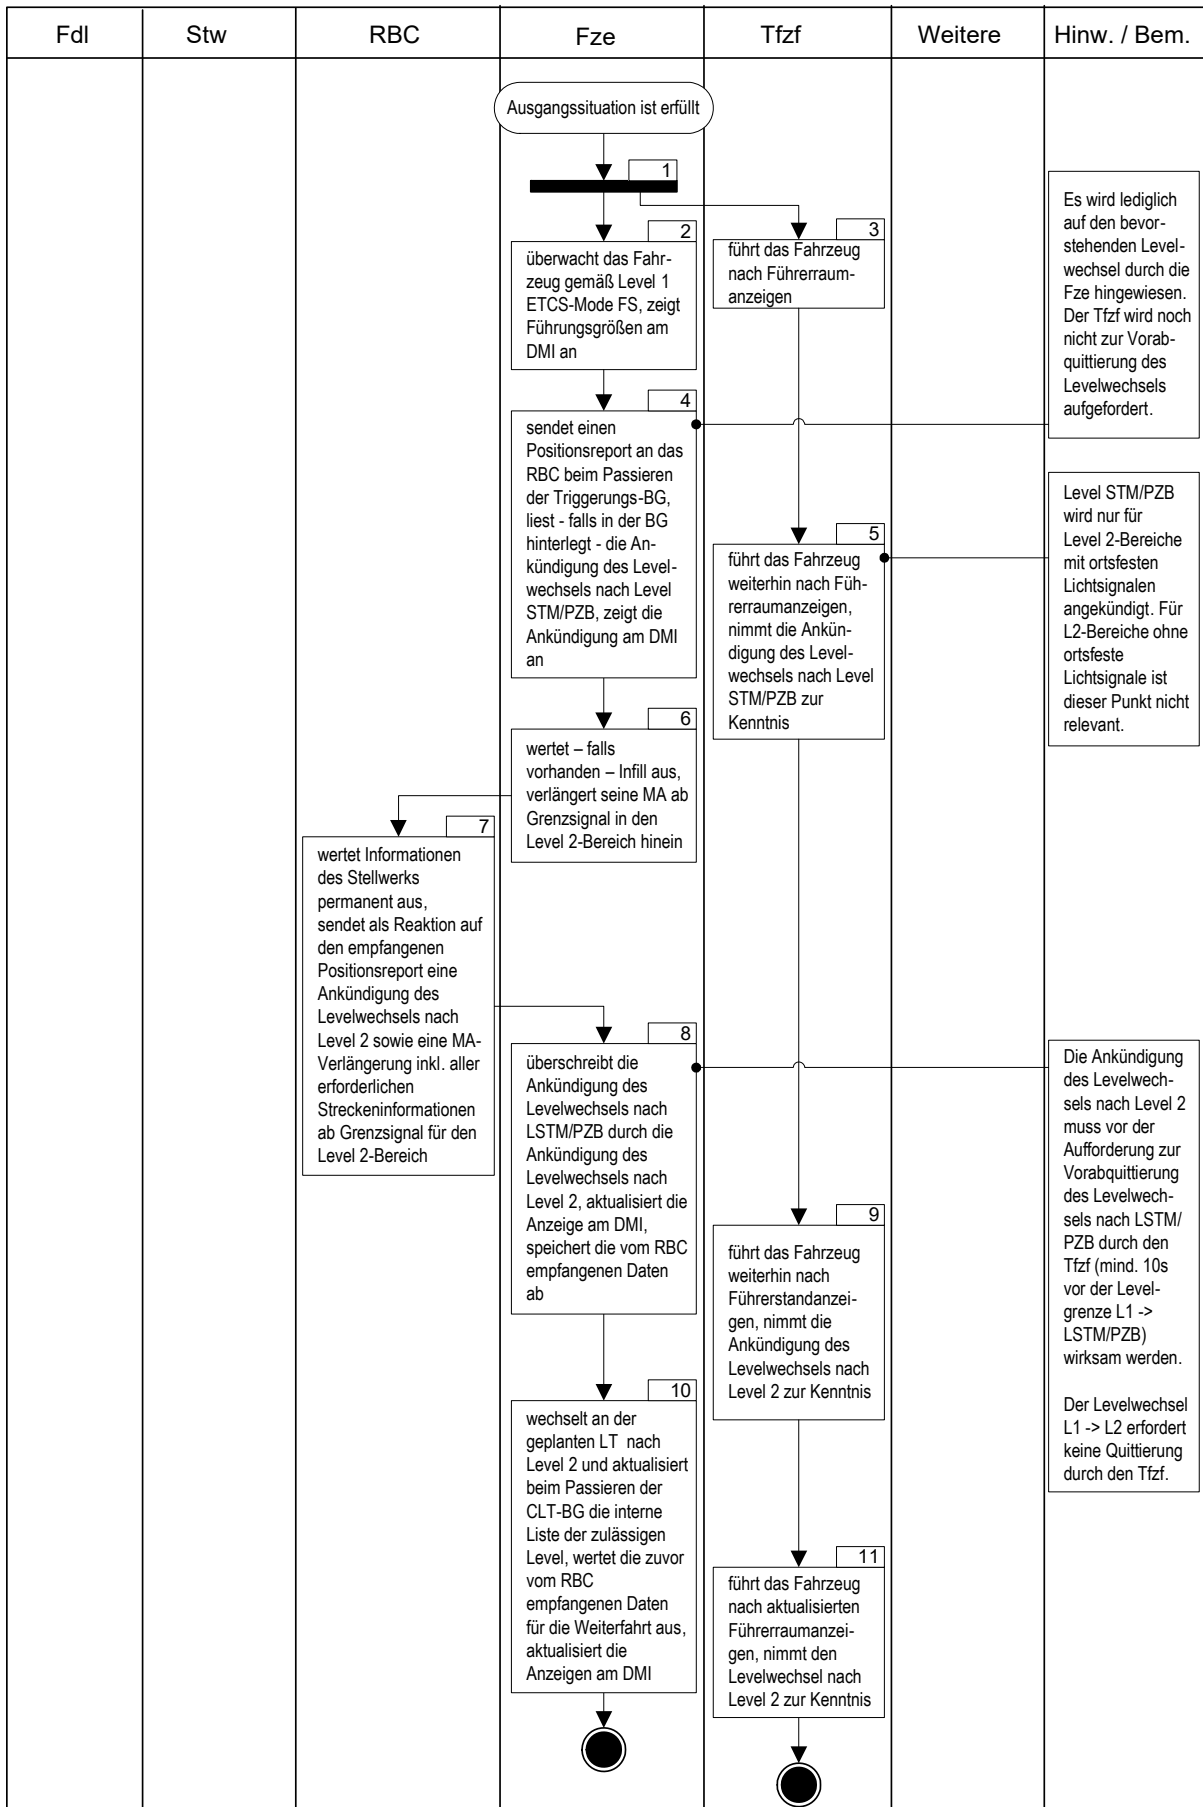 Fdl
Stw
RBC
Fze
Tfzf
Weitere
Hinw. / Bem.
Ausgangssituation ist erfüllt
1
2
überwacht das Fahr-
zeug gemäß Level 1
ETCS-Mode FS, zeigt
Führungsgrößen am
DMI an
3
führt das Fahrzeug
nach Führerraum-
anzeigen
Es wird lediglich
auf den bevor-
stehenden Level-
wechsel durch die
Fze hingewiesen.
Der Tfzf wird noch
nicht zur Vorab-
quittierung des
Levelwechsels
aufgefordert.
4
sendet einen
Positionsreport an das
RBC beim Passieren
der Triggerungs-BG,
liest - falls in der BG
hinterlegt - die An-
kündigung des Level-
wechsels nach Level
STM/PZB, zeigt die
Ankündigung am DMI
an
5
führt das Fahrzeug
weiterhin nach Füh-
rerraumanzeigen,
nimmt die Ankün-
digung des Level-
wechsels nach Level
STM/PZB zur
Kenntnis
Level STM/PZB
wird nur für
Level 2-Bereiche
mit ortsfesten
Lichtsignalen
angekündigt. Für
L2-Bereiche ohne
ortsfeste
Lichtsignale ist
dieser Punkt nicht
relevant.
6
wertet – falls
vorhanden – Infill aus,
verlängert seine MA ab
Grenzsignal in den
Level 2-Bereich hinein
7
wertet Informationen
des Stellwerks
permanent aus,
sendet als Reaktion auf
den empfangenen
Positionsreport eine
Ankündigung des
Levelwechsels nach
Level 2 sowie eine MA-
Verlängerung inkl. aller
erforderlichen
Streckeninformationen
ab Grenzsignal für den
Level 2-Bereich
8
überschreibt die
Ankündigung des
Levelwechsels nach
LSTM/PZB durch die
Ankündigung des
Levelwechsels nach
Level 2, aktualisiert die
Anzeige am DMI,
speichert die vom RBC
empfangenen Daten
ab
Die Ankündigung
des Levelwech-
sels nach Level 2
muss vor der
Aufforderung zur
Vorabquittierung
des Levelwech-
sels nach LSTM/
PZB durch den
Tfzf (mind. 10s
vor der Level-
grenze L1 ->
LSTM/PZB)
wirksam werden.
Der Levelwechsel
L1 -> L2 erfordert
keine Quittierung
durch den Tfzf.
9
führt das Fahrzeug
weiterhin nach
Führerstandanzei-
gen, nimmt die
Ankündigung des
Levelwechsels nach
Level 2 zur Kenntnis
10
wechselt an der
geplanten LT nach
Level 2 und aktualisiert
beim Passieren der
CLT-BG die interne
Liste der zulässigen
Level, wertet die zuvor
vom RBC
empfangenen Daten
für die Weiterfahrt aus,
aktualisiert die
Anzeigen am DMI
11
führt das Fahrzeug
nach aktualisierten
Führerraumanzei-
gen, nimmt den
Levelwechsel nach
Level 2 zur Kenntnis